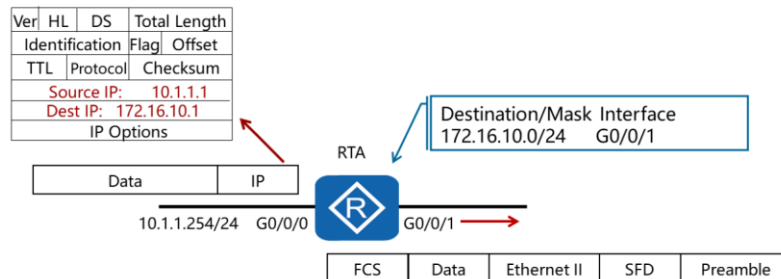 Ver HL DS Total Length
Identification Flag Offset
TTL Protocol Checksum
Source IP: 10.1.1.1
Dest IP: 172.16.10.1
IP Options
Destination/Mask Interface
172.16.10.0/24 G0/0/1
RTA
Data IP
R
10.1.1.254/24 G0/0/0 G0/0/1
FCS Data Ethernet II SFD Preamble